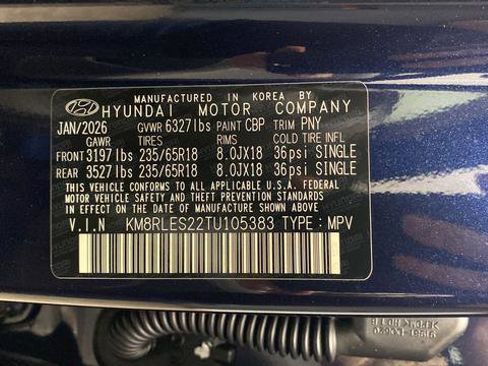 MANUFACTURED IN KOREA BY
HYUNDAI MOTOR COMPANY
JAN/2026 GVWR 6327lbs PAINT CBP TRIM PNY
GAWR TIRES RIMS COLD TIRE INFL
FRONT 3197lbs 235/65R18 8.0JX18 36psi SINGLE
REAR 3527lbs 235/65R18 8.0JX18 36psi SINGLE
THIS VEHICLE CONFORMS TO ALL APPLICABLE U.S.A. FEDERAL
MOTOR VEHICLE SAFETY AND THEFT PREVENTION STANDARDS
IN EFFECT ON THE DATE OF MANUFACTURE SHOWN ABOVE.
V.I.N KM8RLES22TU105383 TYPE:MPV